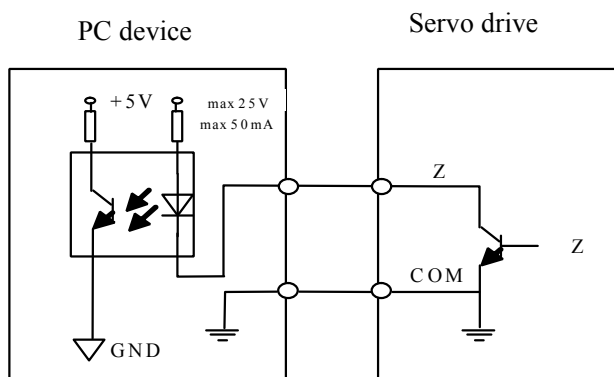 PC device
Servo drive
+5V
max 25V
max 50mA
Z
Z
COM
GND